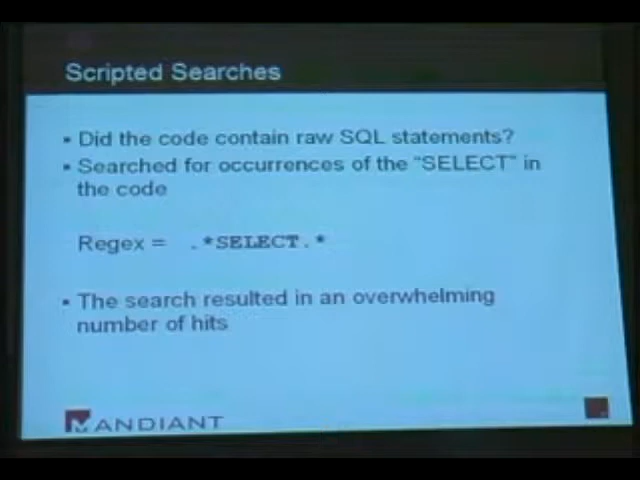 Scripted Searches
▪ Did the code contain raw SQL statements?
▪ Searched for occurrences of the "SELECT" in
the code
Regex = .*SELECT.*
▪ The search resulted in an overwhelming
number of hits
MANDIANT